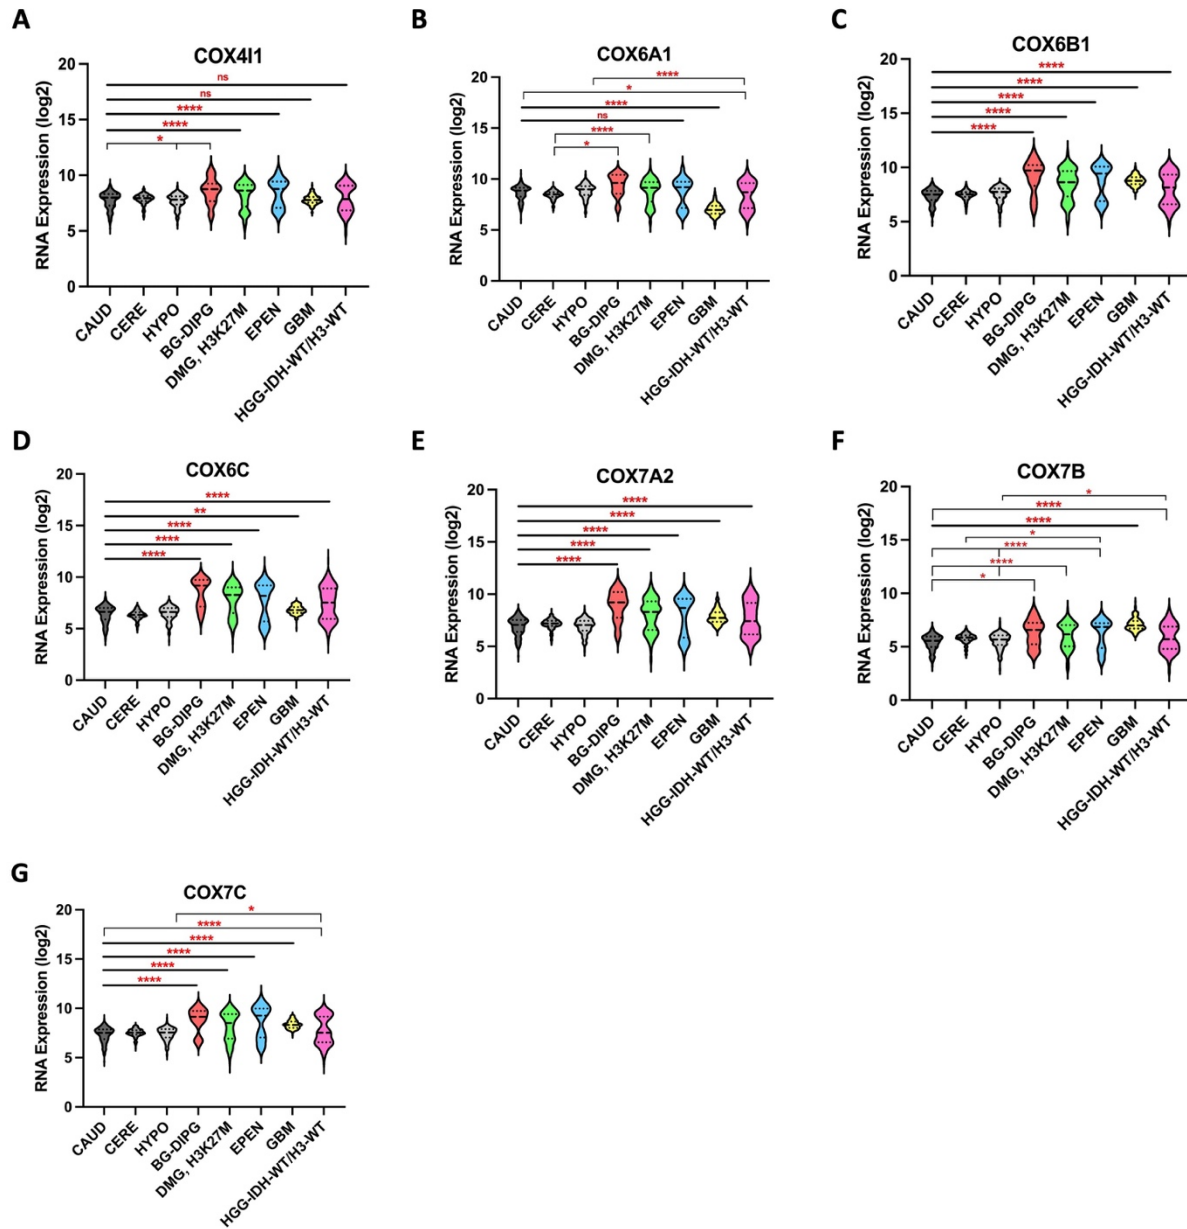 A
COX4I1
RNA Expression (log2)
20
15
10
5
0
ns
ns
****
****
*
CAUD
CERE
HYPO
BG-DIPG
DMG, H3K27M
EPEN
GBM
HGG-IDH-WT/H3-WT
B
COX6A1
RNA Expression (log2)
20
15
10
5
0
****
*
****
ns
****
*
CAUD
CERE
HYPO
BG-DIPG
DMG, H3K27M
EPEN
GBM
HGG-IDH-WT/H3-WT
C
COX6B1
RNA Expression (log2)
20
15
10
5
0
****
****
****
****
****
CAUD
CERE
HYPO
BG-DIPG
DMG, H3K27M
EPEN
GBM
HGG-IDH-WT/H3-WT
D
COX6C
RNA Expression (log2)
20
15
10
5
0
****
**
****
****
****
CAUD
CERE
HYPO
BG-DIPG
DMG, H3K27M
EPEN
GBM
HGG-IDH-WT/H3-WT
E
COX7A2
RNA Expression (log2)
20
15
10
5
0
****
****
****
****
****
CAUD
CERE
HYPO
BG-DIPG
DMG, H3K27M
EPEN
GBM
HGG-IDH-WT/H3-WT
F
COX7B
RNA Expression (log2)
20
15
10
5
0
*
****
****
*
****
****
*
CAUD
CERE
HYPO
BG-DIPG
DMG, H3K27M
EPEN
GBM
HGG-IDH-WT/H3-WT
G
COX7C
RNA Expression (log2)
20
15
10
5
0
*
****
****
****
****
****
CAUD
CERE
HYPO
BG-DIPG
DMG, H3K27M
EPEN
GBM
HGG-IDH-WT/H3-WT